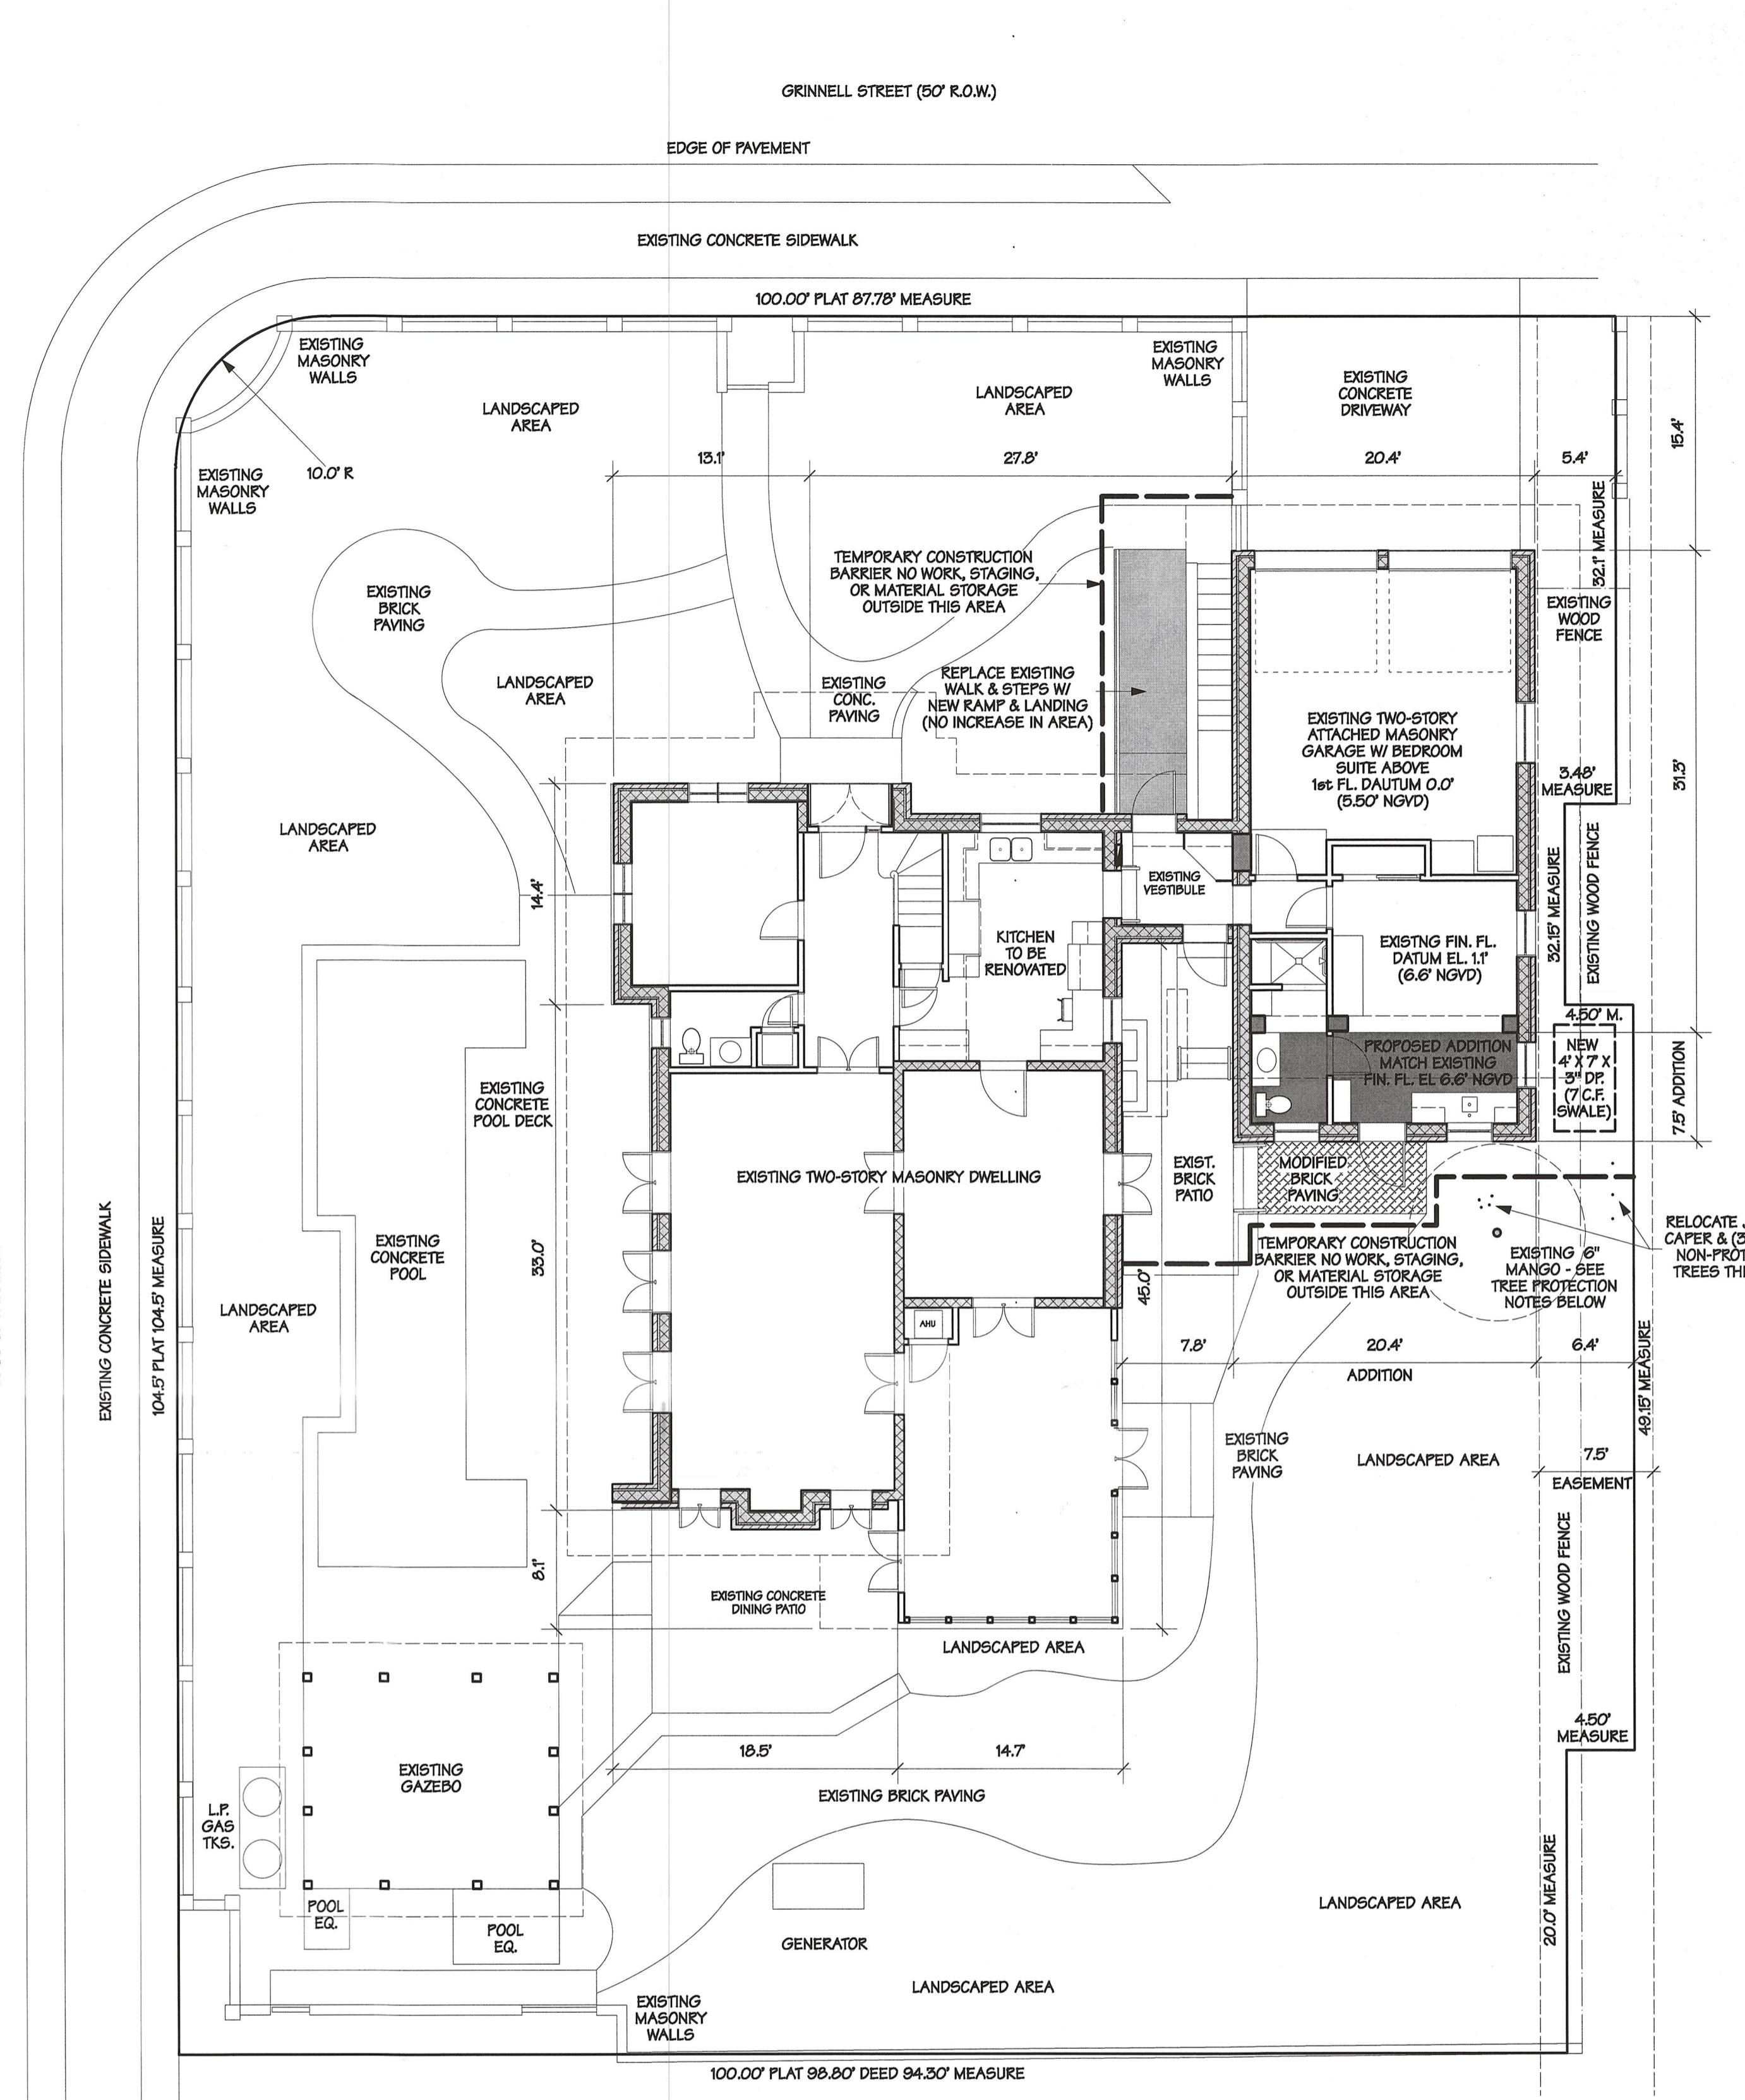 GRINNELL STREET (50' R.O.W.)
EDGE OF PAVEMENT
EXISTING CONCRETE SIDEWALK
100.00' PLAT 87.78' MEASURE
EXISTING
MASONRY
WALLS
LANDSCAPED
AREA
LANDSCAPED
AREA
EXISTING
MASONRY
WALLS
EXISTING
CONCRETE
DRIVEWAY
15.4'
EXISTING
MASONRY
WALLS
10.0' R
13.1'
27.8'
20.4'
5.4'
32.1' MEASURE
EXISTING
BRICK
PAVING
TEMPORARY CONSTRUCTION
BARRIER NO WORK, STAGING,
OR MATERIAL STORAGE
OUTSIDE THIS AREA
EXISTING
WOOD
FENCE
LANDSCAPED
AREA
EXISTING
CONC.
PAVING
REPLACE EXISTING
WALK & STEPS W/
NEW RAMP & LANDING
(NO INCREASE IN AREA)
EXISTING TWO-STORY
ATTACHED MASONRY
GARAGE W/ BEDROOM
SUITE ABOVE
1st FL. DAUTUM 0.0'
(5.50' NGVD)
3.48'
MEASURE
31.3'
LANDSCAPED
AREA
14.4'
EXISTING
VESTIBULE
KITCHEN
TO BE
RENOVATED
EXISTNG FIN. FL.
DATUM EL. 1.1'
(6.6' NGVD)
32.15' MEASURE
EXISTING WOOD FENCE
4.50' M.
PROPOSED ADDITION
MATCH EXISTING
FIN. FL. EL 6.6' NGVD
NEW
4' X 7' X
3" DP.
(7 C.F.
SWALE)
7.5' ADDITION
EXISTING
CONCRETE
POOL DECK
EXISTING TWO-STORY MASONRY DWELLING
EXIST.
BRICK
PATIO
MODIFIED
BRICK
PAVING
EXISTING CONCRETE SIDEWALK
104.5' PLAT 104.5' MEASURE
EXISTING
CONCRETE
POOL
33.0'
LANDSCAPED
AREA
45.0'
TEMPORARY CONSTRUCTION
BARRIER NO WORK, STAGING,
OR MATERIAL STORAGE
OUTSIDE THIS AREA
EXISTING 6"
MANGO - SEE
TREE PROTECTION
NOTES BELOW
RELOCATE
CAPER & (3
NON-PROT
TREES TH
AHU
7.8'
20.4'
6.4'
ADDITION
49.15' MEASURE
EXISTING
BRICK
PAVING
LANDSCAPED AREA
7.5'
EASEMENT
8.1'
EXISTING CONCRETE
DINING PATIO
EXISTING WOOD FENCE
LANDSCAPED AREA
4.50'
MEASURE
18.5'
14.7'
EXISTING
GAZEBO
EXISTING BRICK PAVING
L.P.
GAS
TKS.
20.0' MEASURE
POOL
EQ.
POOL
EQ.
GENERATOR
LANDSCAPED AREA
LANDSCAPED AREA
EXISTING
MASONRY
WALLS
100.00' PLAT 98.80' DEED 94.30' MEASURE